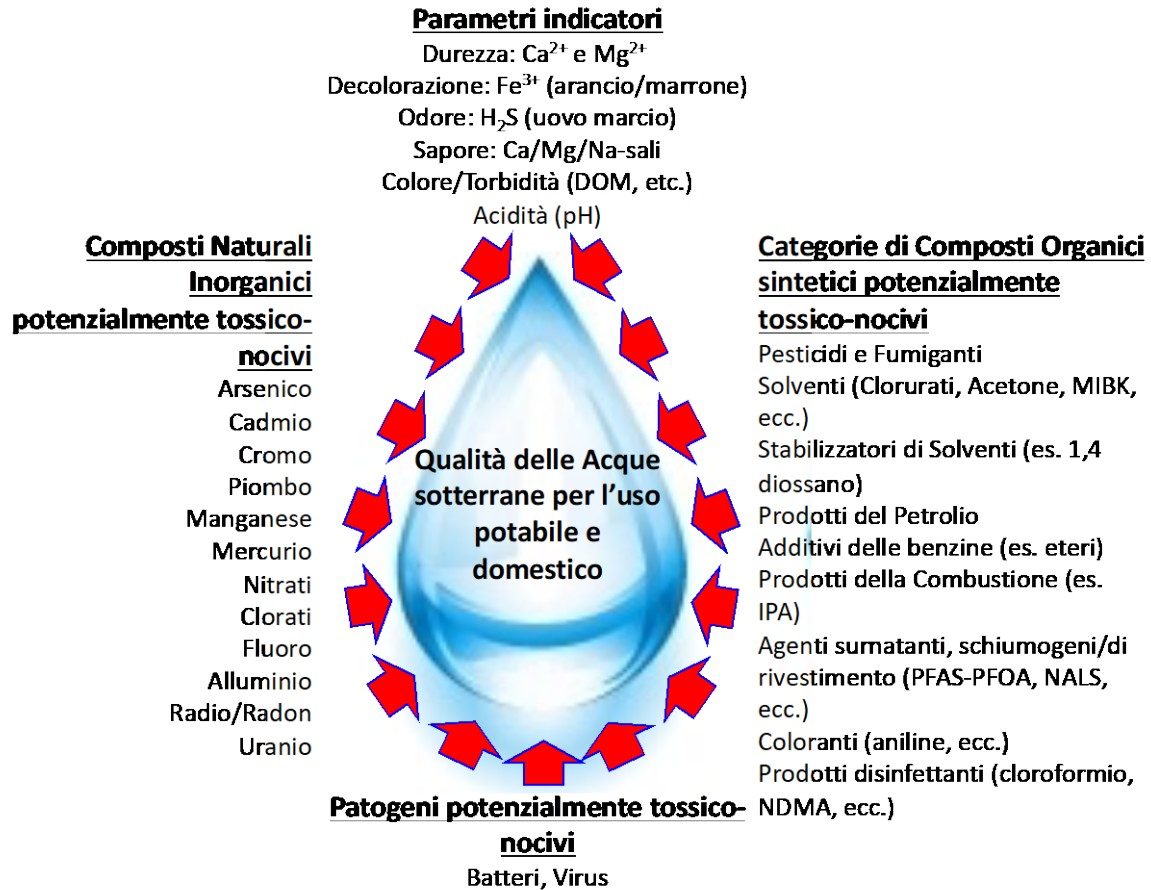 Parametri indicatori
Durezza: Ca²⁺ e Mg²⁺
Decolorazione: Fe³⁺ (arancio/marrone)
Odore: H₂S (uovo marcio)
Sapore: Ca/Mg/Na-sali
Colore/Torbidità (DOM, etc.)
Acidità (pH)
Composti Naturali
Inorganici
potenzialmente tossico-
nocivi
Arsenico
Cadmio
Cromo
Piombo
Manganese
Mercurio
Nitrati
Clorati
Fluoro
Alluminio
Radio/Radon
Uranio
Qualità delle Acque
sotterrane per l'uso
potabile e
domestico
Categorie di Composti Organici
sintetici potenzialmente
tossico-nocivi
Pesticidi e Fumiganti
Solventi (Clorurati, Acetone, MIBK,
ecc.)
Stabilizzatori di Solventi (es. 1,4
diossano)
Prodotti del Petrolio
Additivi delle benzine (es. eteri)
Prodotti della Combustione (es.
IPA)
Agenti surnatanti, schiumogeni/di
rivestimento (PFAS-PFOA, NALS,
ecc.)
Coloranti (aniline, ecc.)
Prodotti disinfettanti (cloroformio,
NDMA, ecc.)
Patogeni potenzialmente tossico-
nocivi
Batteri, Virus